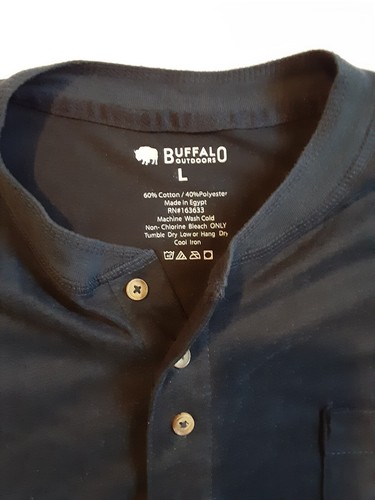 BUFFALO
OUTDOORS
L
60% Cotton / 40%Polyester
Made in Egypt
RN#163633
Machine Wash Cold
Non- Chlorine Bleach ONLY
Tumble Dry Low or Hang Dry
Cool Iron